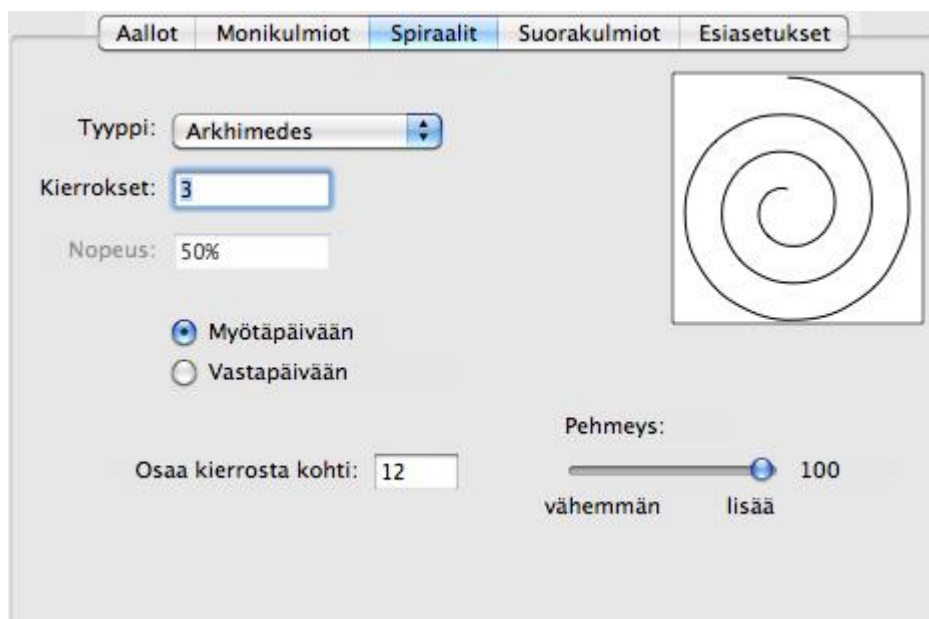 Aallot Monikulmiot Spiraalit Suorakulmiot Esiasetukset
Tyyppi: Arkhimedes
Kierrokset: 3
Nopeus: 50%
Myötäpäivään
Vastapäivään
Pehmeys:
Osaa kierrosta kohti: 12
100
vähemmän lisää